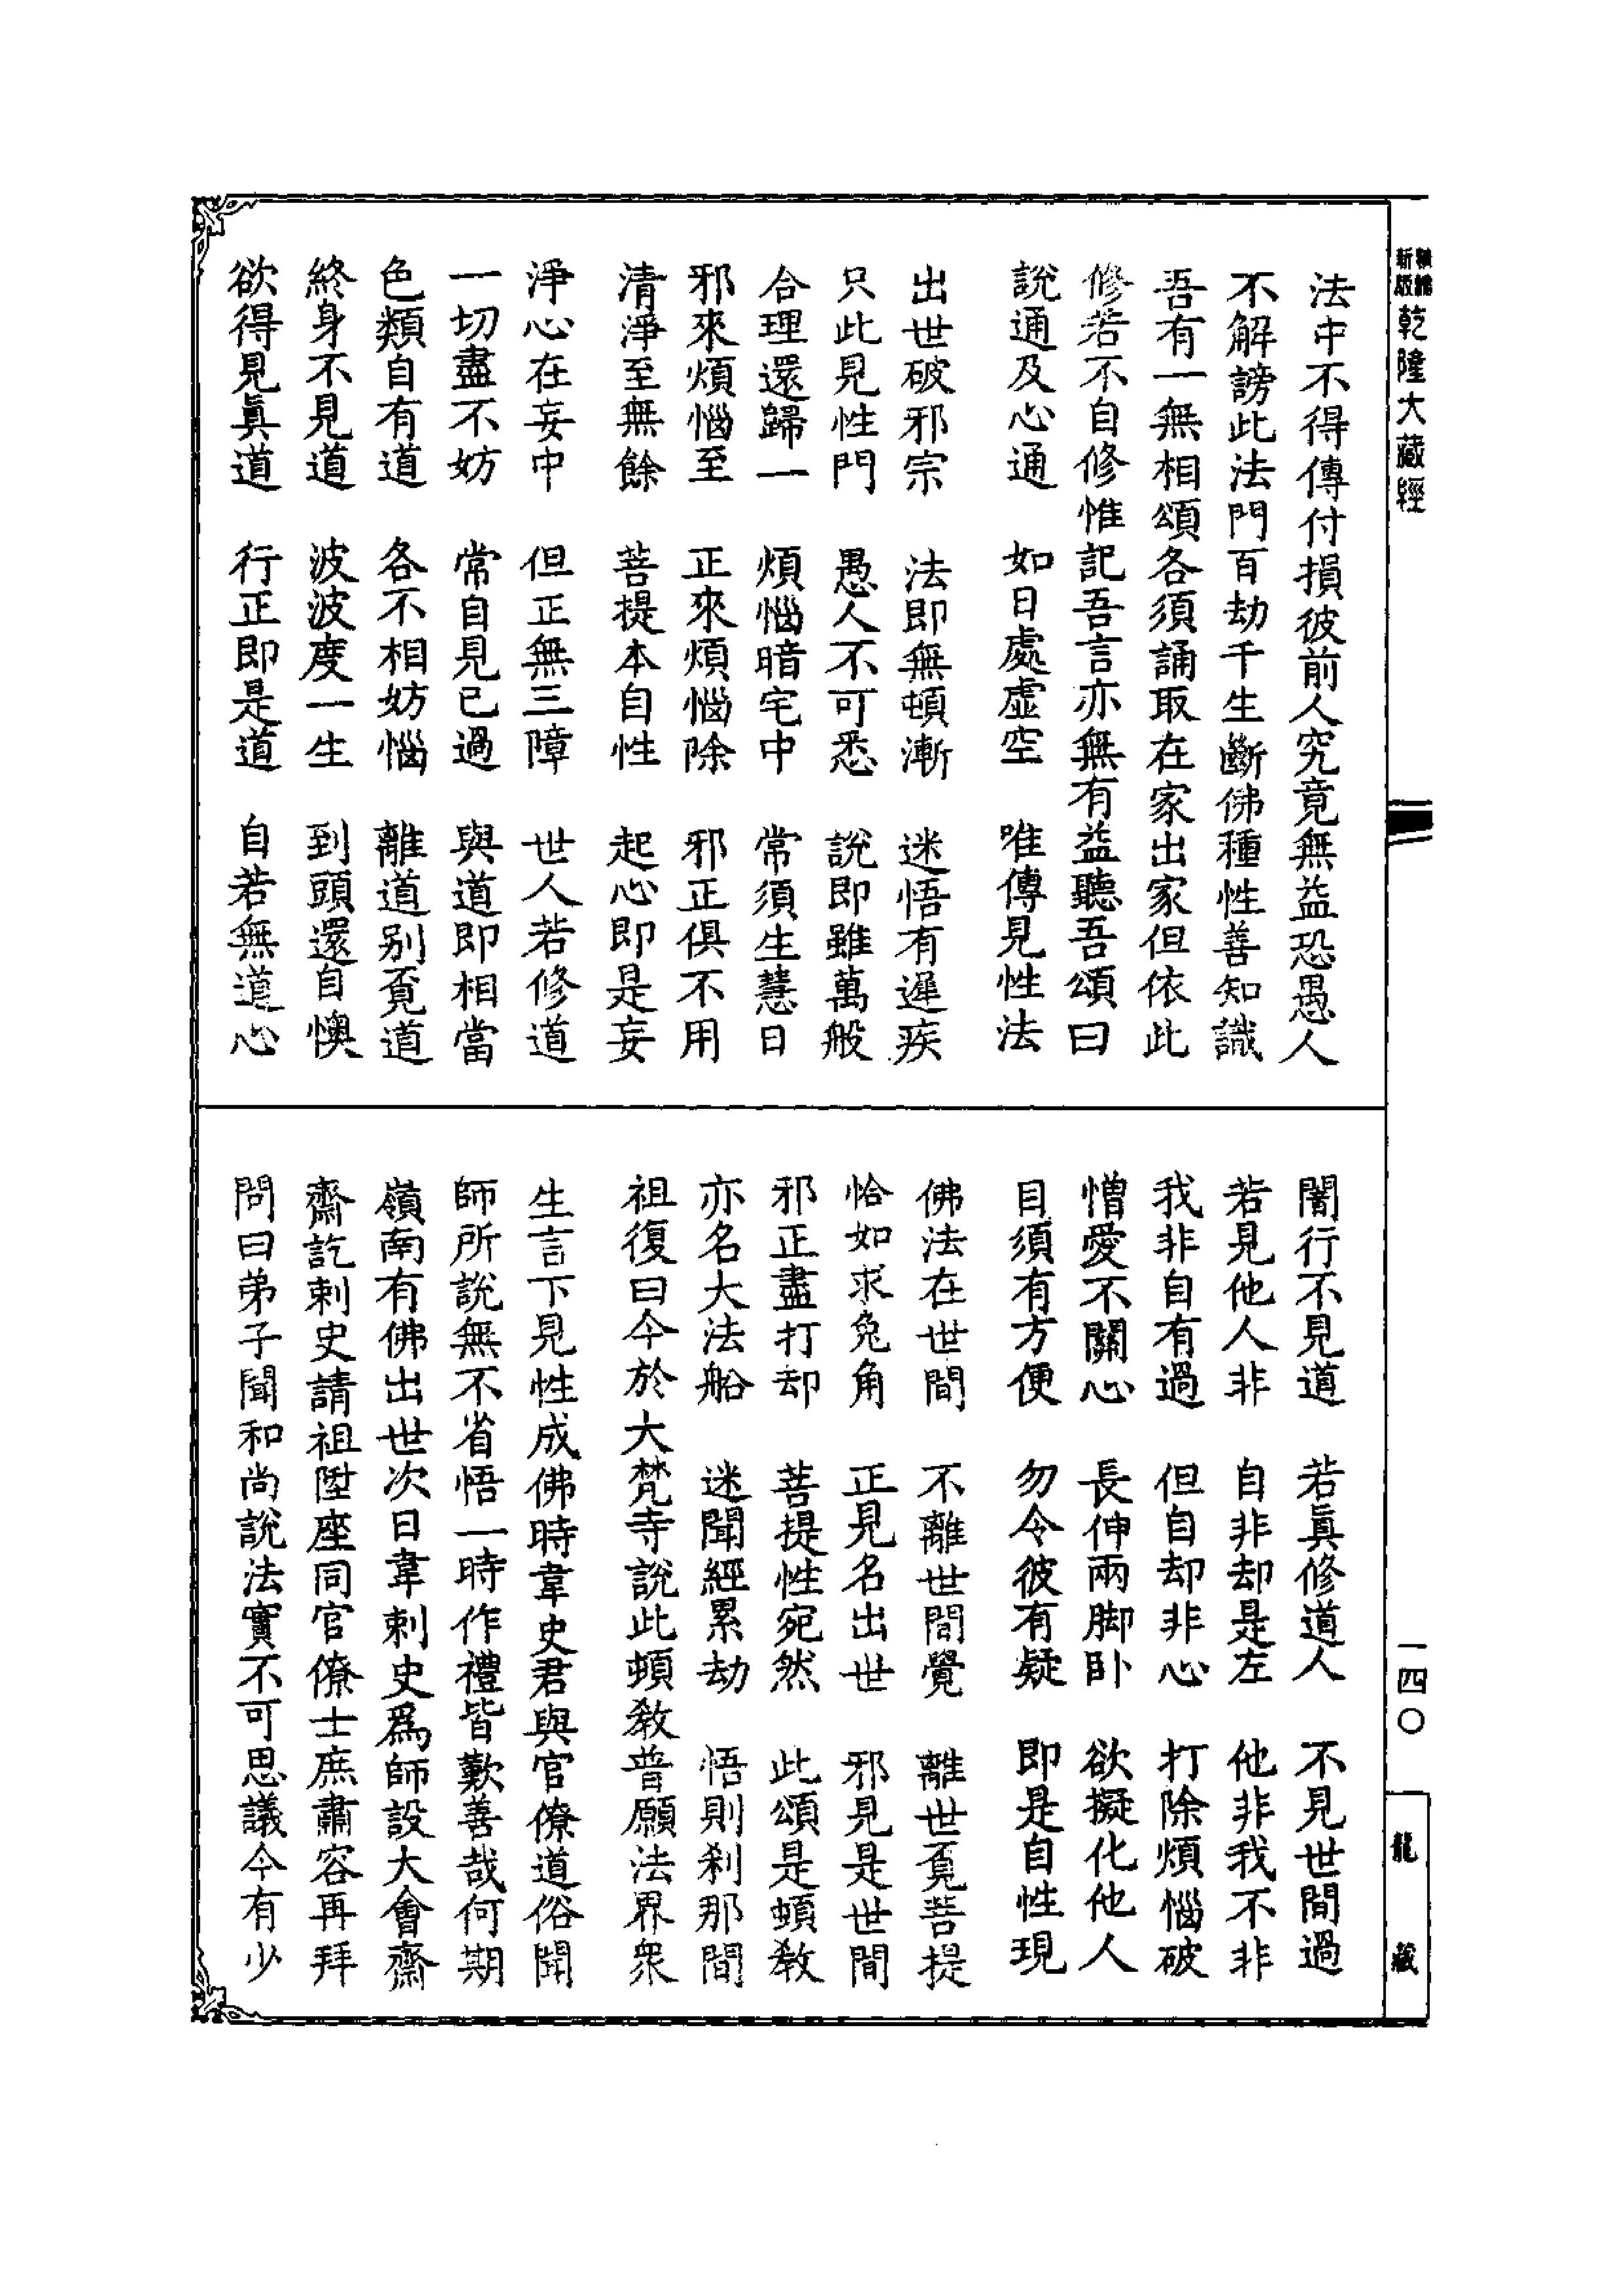 新版 乾隆大藏經
法中不得傳付損彼前人究竟無益恐愚人
不解謗此法門百劫千生斷佛種性善知識
吾有一無相頌各須誦取在家出家但依此
修若不自修惟記吾言亦無有益聽吾頌曰
說通及心通　如日處虛空　唯傳見性法
出世破邪宗　法即無頓漸　迷悟有遲疾
只此見性門　愚人不可悉　說即雖萬般
合理還歸一　煩惱暗宅中　常須生慧日
邪來煩惱至　正來煩惱除　邪正俱不用
清淨至無餘　菩提本自性　起心即是妄
淨心在妄中　但正無三障　世人若修道
一切盡不妨　常自見已過　與道即相當
色類自有道　各不相妨惱　離道别覓道
終身不見道　波波度一生　到頭還自懊
欲得見眞道　行正即是道　自若無道心
闇行不見道　若眞修道人　不見世間過
若見他人非　自非却是左　他非我不非
我非自有過　但自却非心　打除煩惱破
憎愛不關心　長伸兩脚卧　欲擬化他人
目須有方便　勿令彼有疑　即是自性現
佛法在世間　不離世間覺　離世覓菩提
恰如求兔角　正見名出世　邪見是世間
邪正盡打却　菩提性宛然　此頌是頓教
亦名大法船　迷聞經累劫　悟則刹那間
祖復曰今於大梵寺說此頓教普願法界衆
生言下見性成佛時韋史君與官僚道俗聞
師所說無不省悟一時作禮皆歎善哉何期
嶺南有佛出世次日韋刺史爲師設大會齋
齋訖刺史請祖陞座同官僚士庶肅容再拜
問曰弟子聞和尚說法實不可思議今有少
一四〇
龍藏